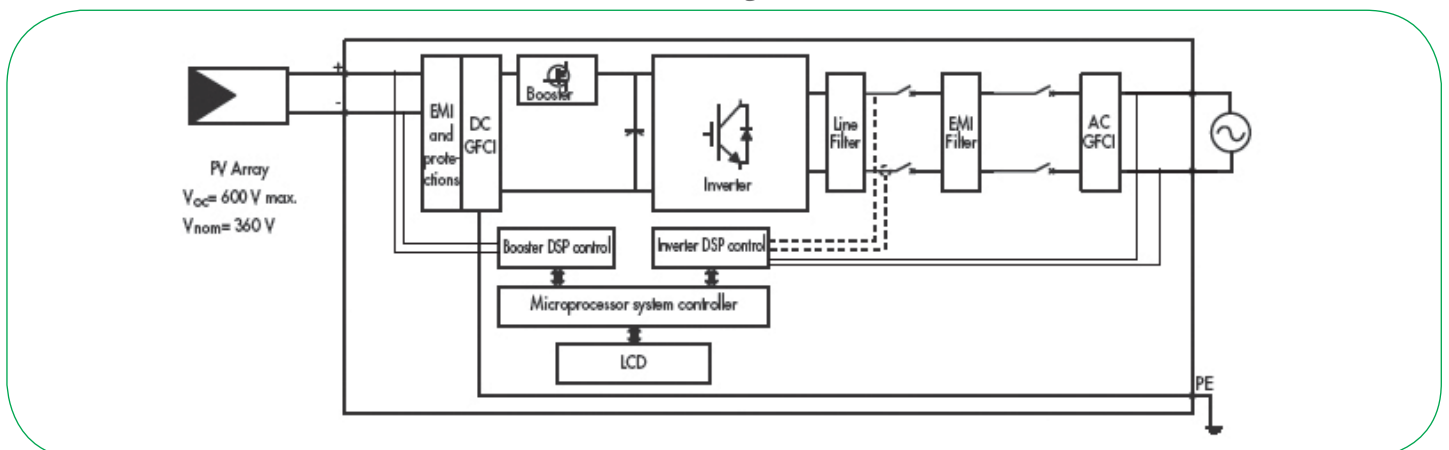 +
-
PV Array
Voc= 600 V max.
Vnom= 360 V
EMI
and
prote-
ctions
DC
GFCI
Booster
Inverter
Line
Filter
EMI
Filter
AC
GFCI
Booster DSP control
Inverter DSP control
Microprocessor system controller
LCD
PE